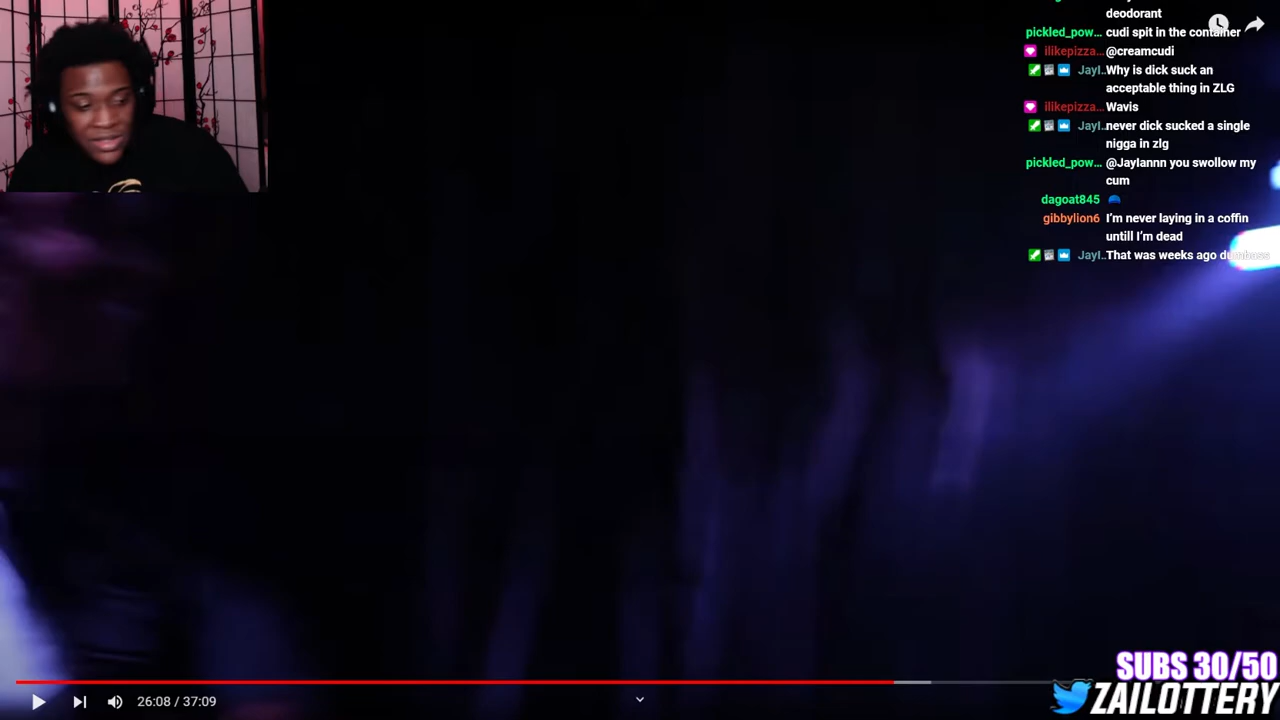 deodorant
pickled_pow... cudi spit in the container
ilikepizza... @creamcudi
Jayl..Why is dick suck an
acceptable thing in ZLG
ilikepizza... Wavis
Jayl..never dick sucked a single
nigga in zlg
pickled_pow... @Jaylannn you swollow my
cum
dagoat845
gibbylion6 I'm never laying in a coffin
untill I'm dead
Jayl..That was weeks ago dumbass
SUBS 30/50
ZAILOTTERY
26:08 / 37:09